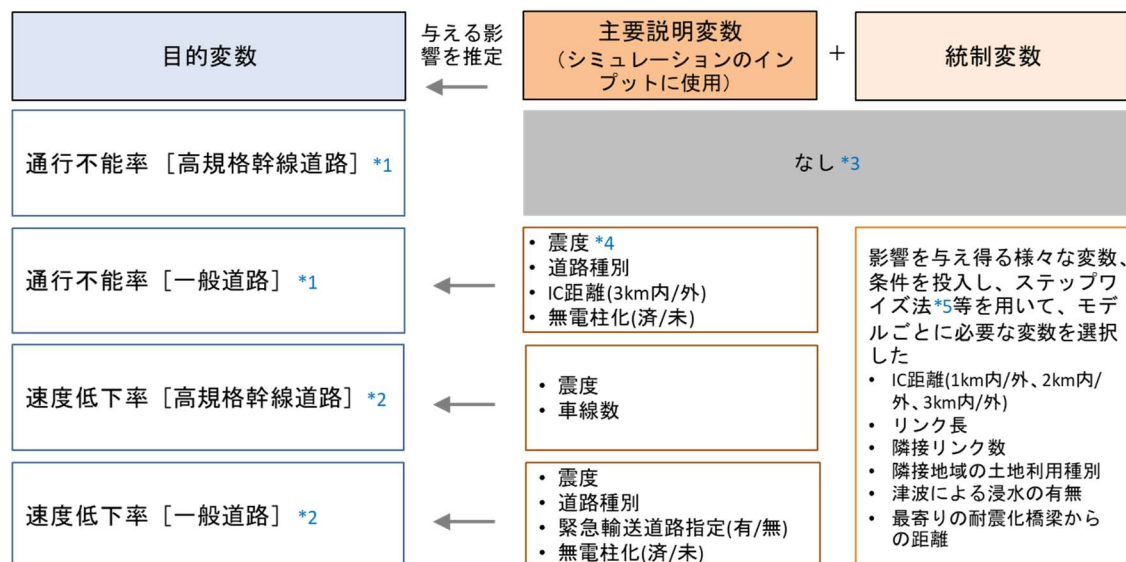 目的変数
与える影
響を推定
主要説明変数
（シミュレーションのイン
プットに使用）
+
統制変数
通行不能率［高規格幹線道路］*1
なし *3
通行不能率［一般道路］*1
• 震度 *4
• 道路種別
• IC距離(3km内/外)
• 無電柱化(済/未)
速度低下率［高規格幹線道路］*2
• 震度
• 車線数
速度低下率［一般道路］*2
• 震度
• 道路種別
• 緊急輸送道路指定(有/無)
• 無電柱化(済/未)
影響を与え得る様々な変数、
条件を投入し、ステップワ
イズ法*5等を用いて、モデ
ルごとに必要な変数を選択
した
• IC距離(1km内/外、2km内/
外、3km内/外)
• リンク長
• 隣接リンク数
• 隣接地域の土地利用種別
• 津波による浸水の有無
• 最寄りの耐震化橋梁から
の距離